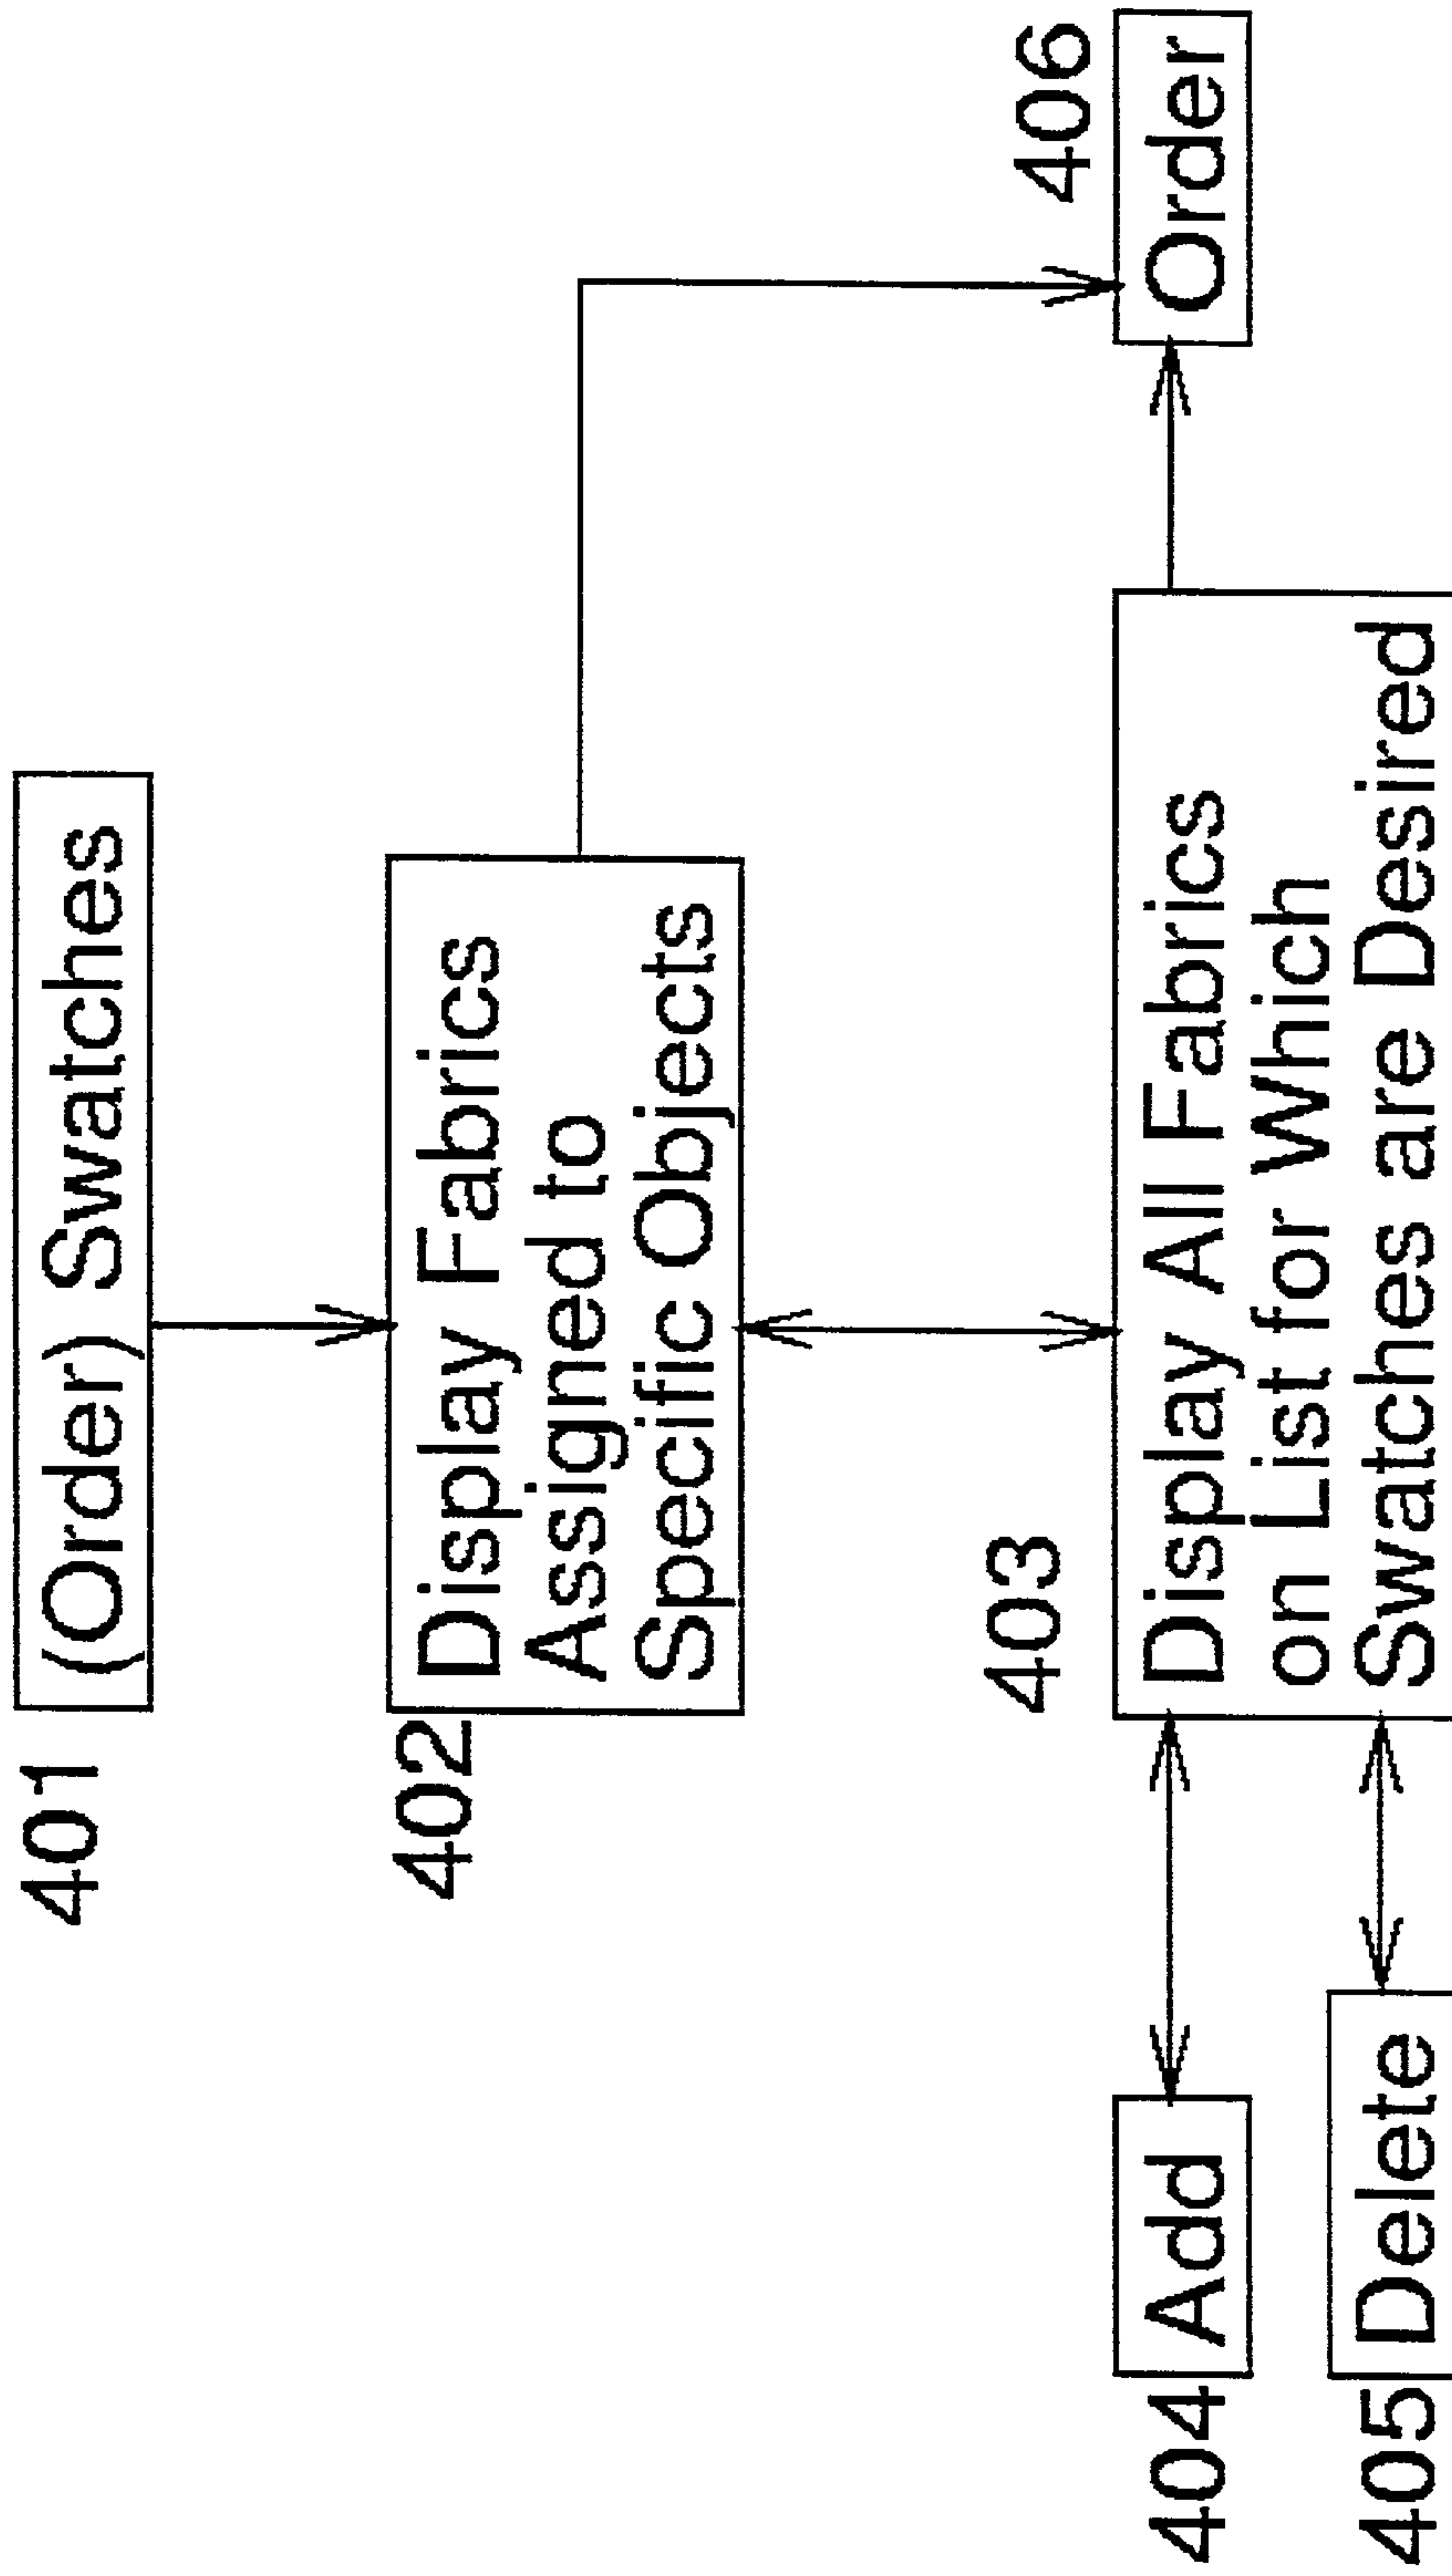 401
(Order) Swatches
402
Display Fabrics
Assigned to
Specific Objects
403
406
404
Add
Display All Fabrics
on List for Which
Swatches are Desired
Order
405
Delete